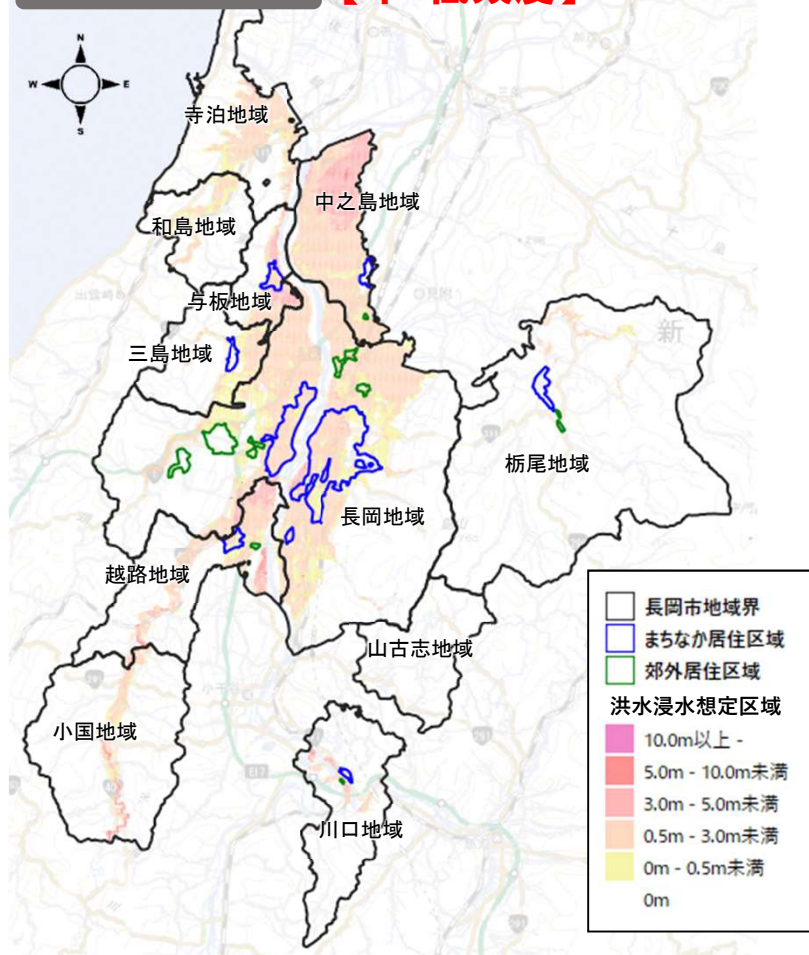 N
W
E
S
寺泊地域
中之島地域
和島地域
与板地域
三島地域
新
栃尾地域
長岡地域
越路地域
山古志地域
小国地域
川口地域
長岡市地域界
まちなか居住区域
郊外居住区域
洪水浸水想定区域
10.0m以上 -
5.0m - 10.0m未満
3.0m - 5.0m未満
0.5m - 3.0m未満
0m - 0.5m未満
0m